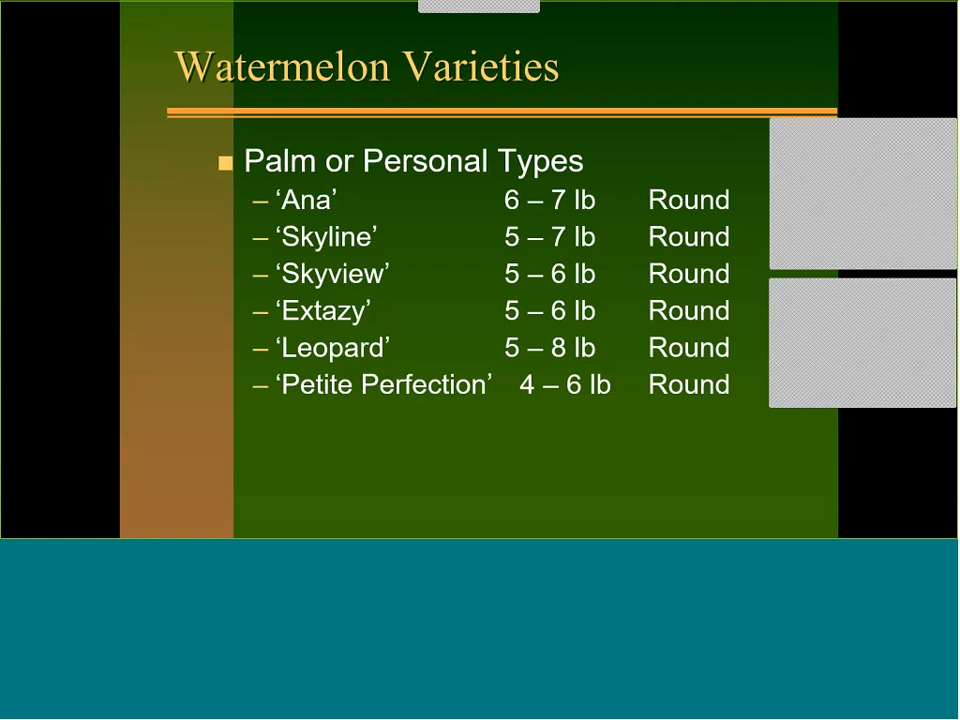 Watermelon Varieties
Palm or Personal Types
– ‘Ana’ 6 – 7 lb Round
– ‘Skyline’ 5 – 7 lb Round
– ‘Skyview’ 5 – 6 lb Round
– ‘Extazy’ 5 – 6 lb Round
– ‘Leopard’ 5 – 8 lb Round
– ‘Petite Perfection’ 4 – 6 lb Round